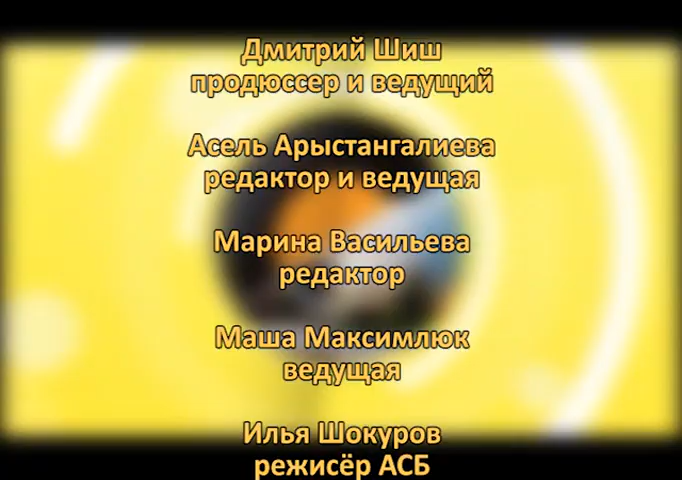 Дмитрий Шиш
продюссер и ведущий
Асель Арыстангалиева
редактор и ведущая
Марина Васильева
редактор
Маша Максимлюк
ведущая
Илья Шокуров
режисёр АСБ